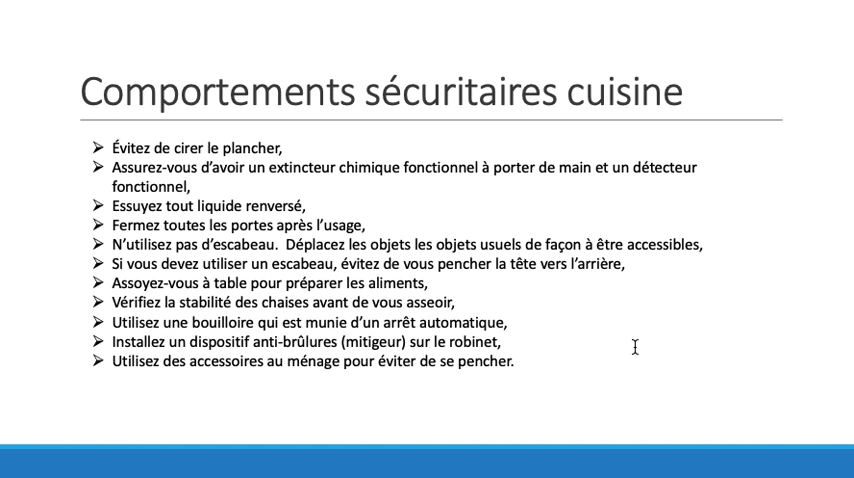 Comportements sécuritaires cuisine
➢ Évitez de cirer le plancher,
➢ Assurez-vous d’avoir un extincteur chimique fonctionnel à porter de main et un détecteur
fonctionnel,
➢ Essuyez tout liquide renversé,
➢ Fermez toutes les portes après l’usage,
➢ N’utilisez pas d’escabeau.  Déplacez les objets les objets usuels de façon à être accessibles,
➢ Si vous devez utiliser un escabeau, évitez de vous pencher la tête vers l’arrière,
➢ Assoyez-vous à table pour préparer les aliments,
➢ Vérifiez la stabilité des chaises avant de vous asseoir,
➢ Utilisez une bouilloire qui est munie d’un arrêt automatique,
➢ Installez un dispositif anti-brûlures (mitigeur) sur le robinet,
➢ Utilisez des accessoires au ménage pour éviter de se pencher.